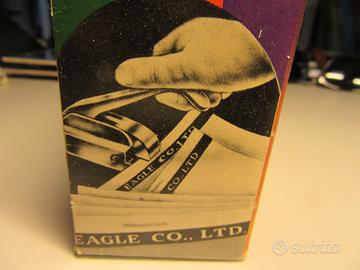 EAGLE CO., LTD
CO., LTD
EAGLE CO., LTD.
subito